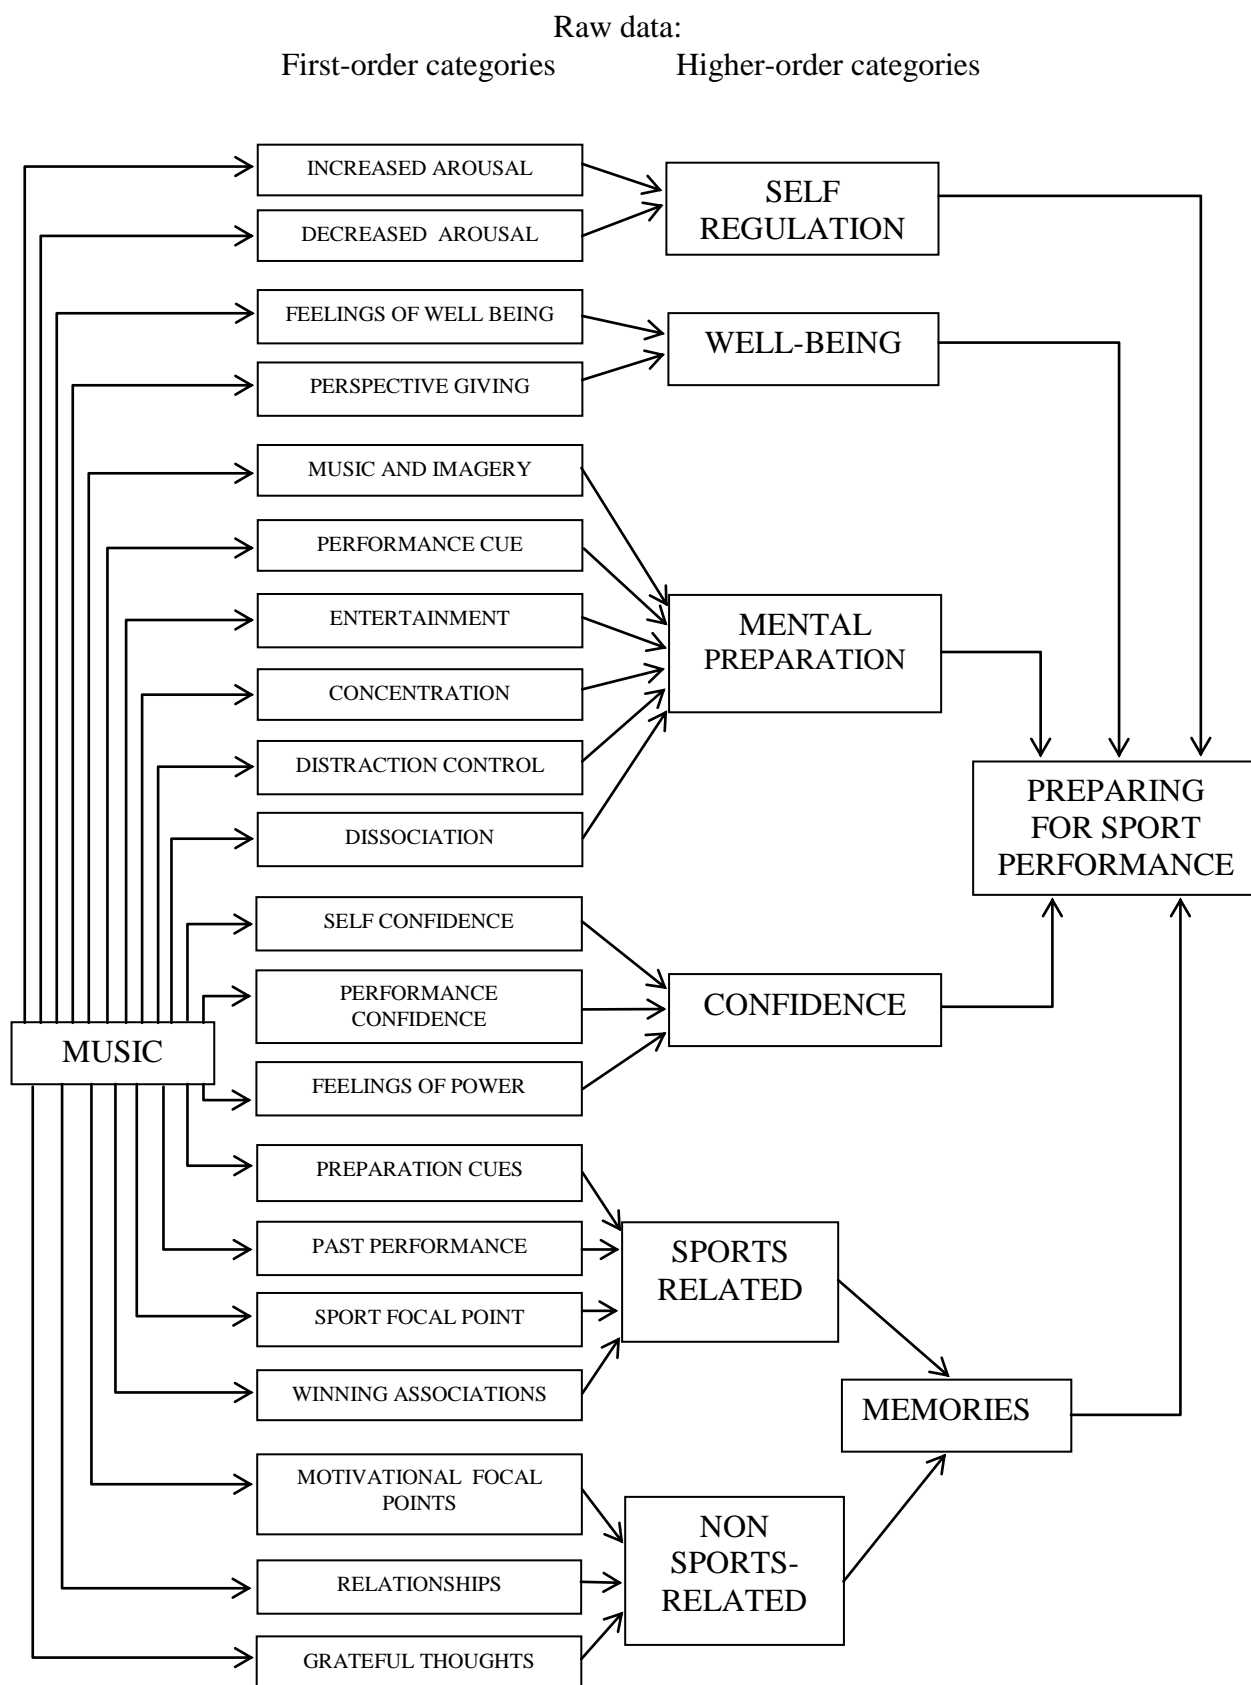 Raw data:
First-order categories
Higher-order categories
INCREASED AROUSAL
DECREASED AROUSAL
SELF
REGULATION
FEELINGS OF WELL BEING
PERSPECTIVE GIVING
WELL-BEING
MUSIC AND IMAGERY
PERFORMANCE CUE
ENTERTAINMENT
CONCENTRATION
DISTRACTION CONTROL
DISSOCIATION
MENTAL
PREPARATION
PREPARING
FOR SPORT
PERFORMANCE
SELF CONFIDENCE
PERFORMANCE
CONFIDENCE
FEELINGS OF POWER
CONFIDENCE
MUSIC
PREPARATION CUES
PAST PERFORMANCE
SPORT FOCAL POINT
WINNING ASSOCIATIONS
SPORTS
RELATED
MEMORIES
MOTIVATIONAL FOCAL
POINTS
RELATIONSHIPS
GRATEFUL THOUGHTS
NON
SPORTS-
RELATED